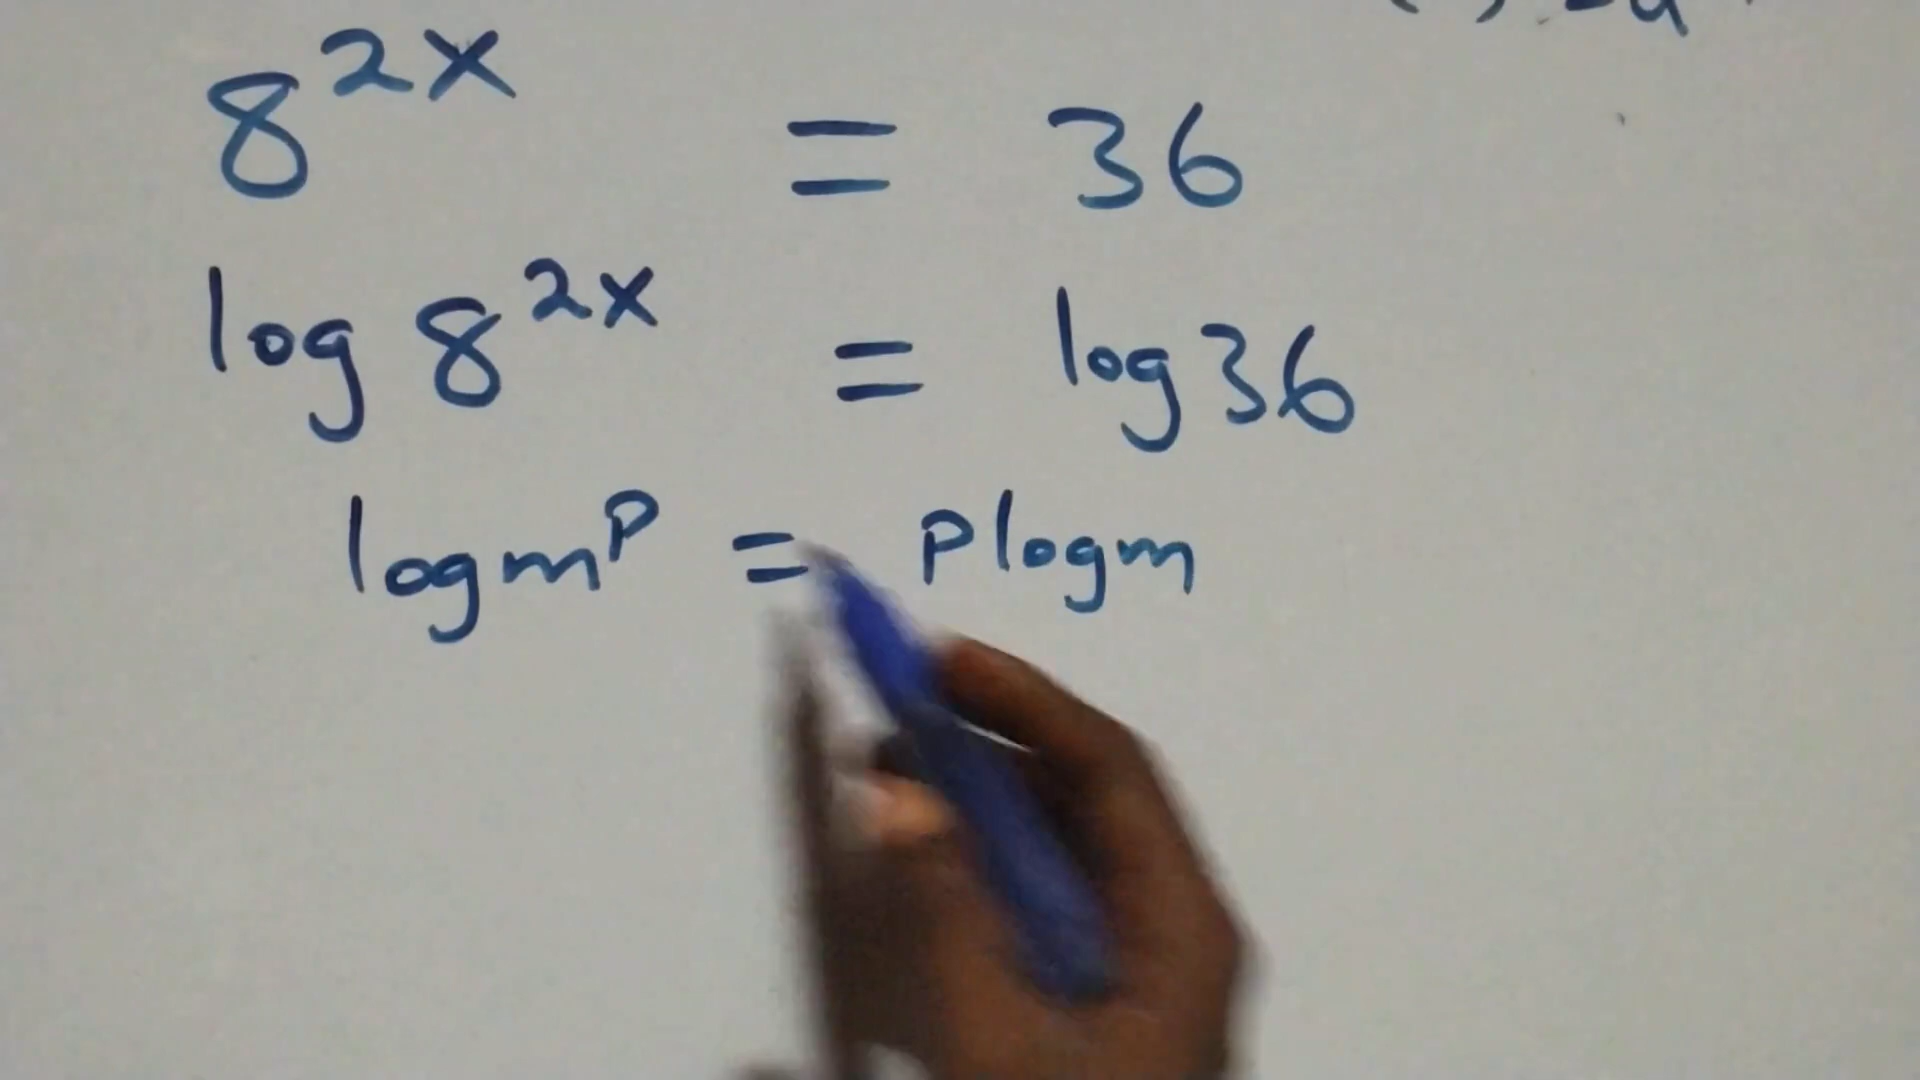 8^{2x} = 36
log 8^{2x} = log 36
log m^P = P log m